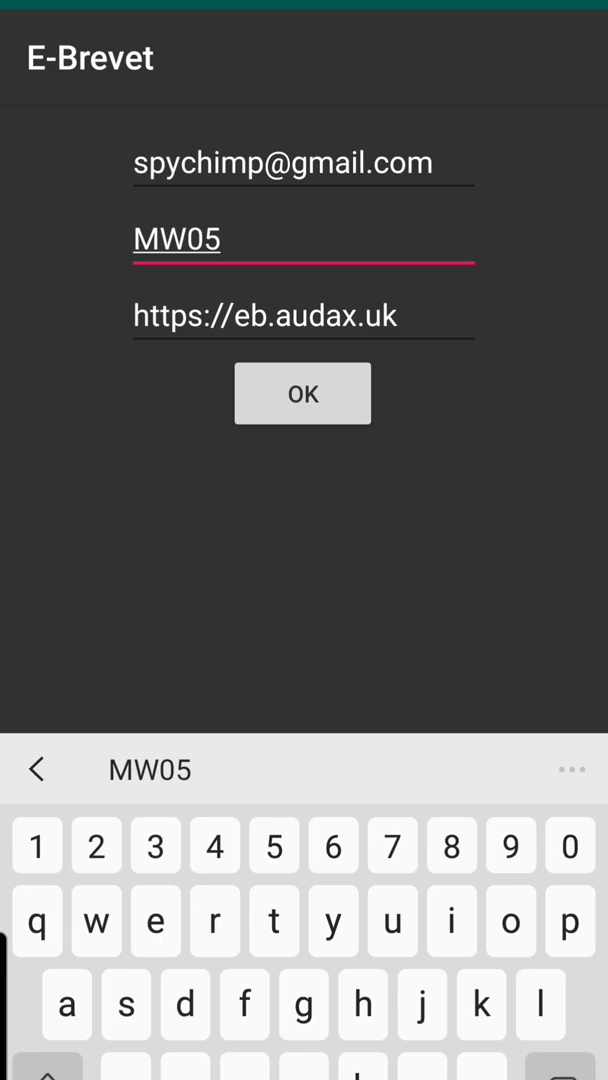 E-Brevet
spychimp@gmail.com
MW05
https://eb.audax.uk
OK
MW05
1 2 3 4 5 6 7 8 9 0
q w e r t y u i o p
a s d f g h j k l